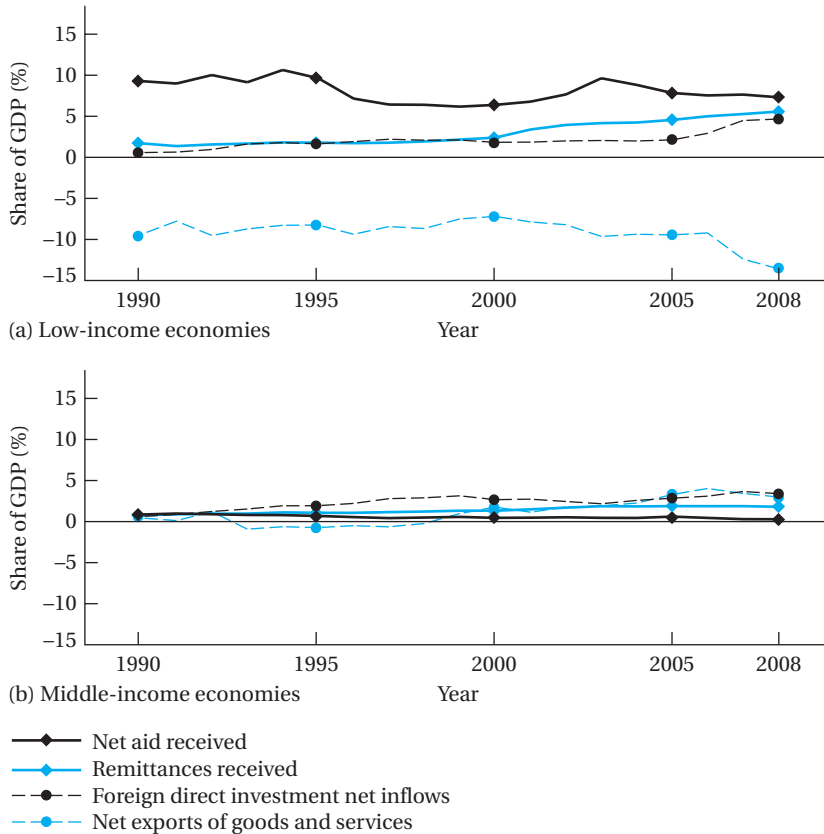 Share of GDP (%)
15
10
5
0
–5
–10
–15
1990
1995
2000
2005
2008
(a) Low-income economies
Year
Share of GDP (%)
15
10
5
0
–5
–10
–15
1990
1995
2000
2005
2008
(b) Middle-income economies
Year
Net aid received
Remittances received
Foreign direct investment net inflows
Net exports of goods and services